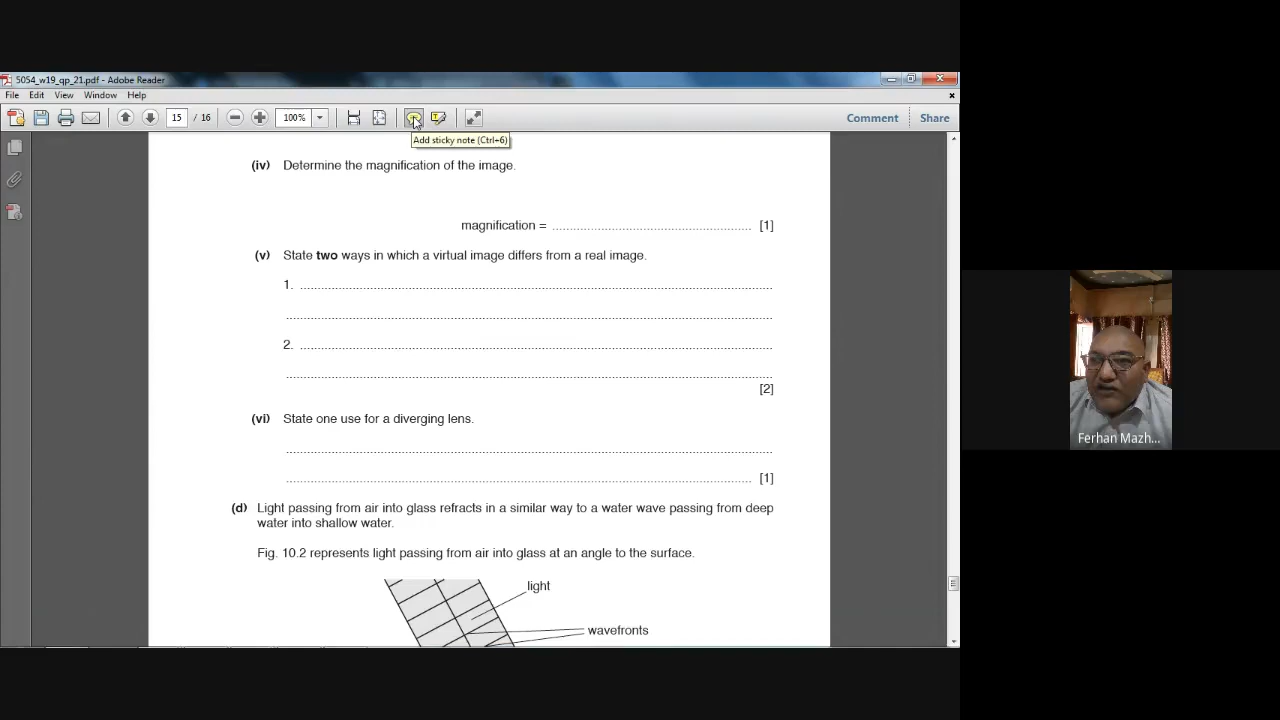 5054_w19_qp_21.pdf - Adobe Reader
File Edit View Window Help
15 / 16 100% Comment Share
Add sticky note (Ctrl+6)
(iv) Determine the magnification of the image.
magnification = .................................................... [1]
(v) State two ways in which a virtual image differs from a real image.
1. ....................................................
....................................................
2. ....................................................
....................................................
[2]
(vi) State one use for a diverging lens.
....................................................
.................................................... [1]
(d) Light passing from air into glass refracts in a similar way to a water wave passing from deep
water into shallow water.
Fig. 10.2 represents light passing from air into glass at an angle to the surface.
light
wavefronts
Ferhan Mazh...